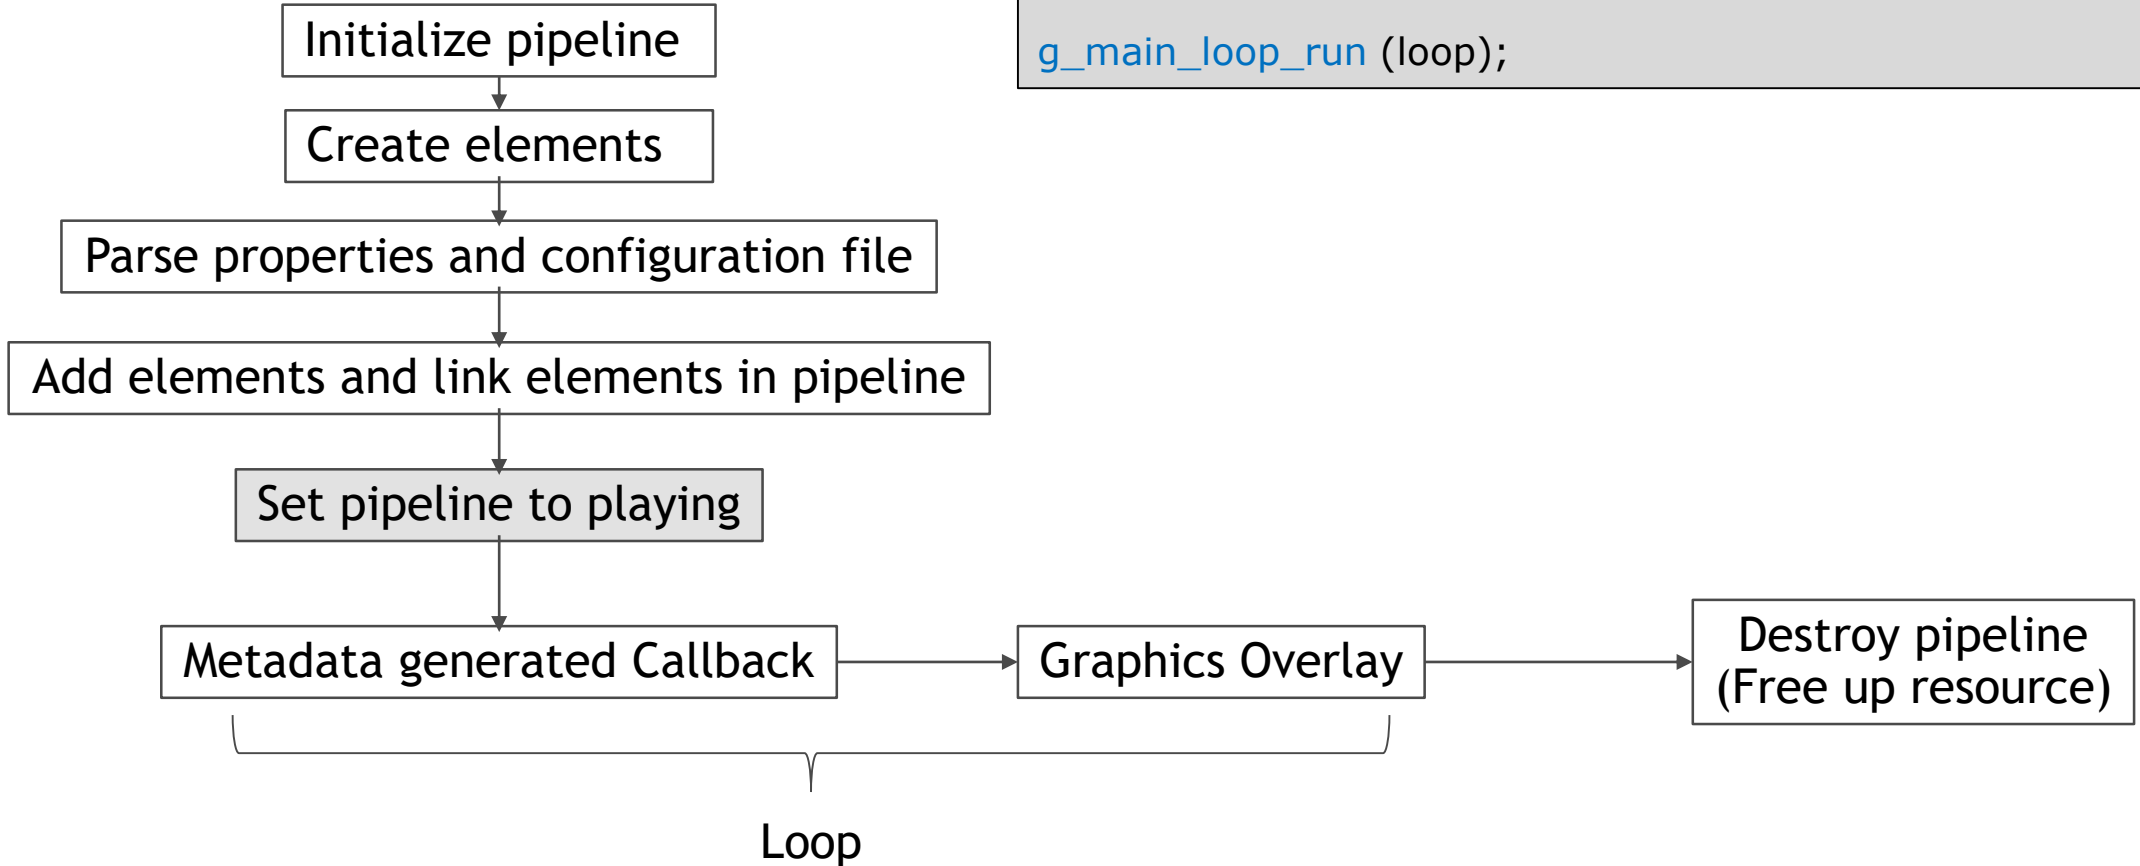 Initialize pipeline
g_main_loop_run (loop);
Create elements
Parse properties and configuration file
Add elements and link elements in pipeline
Set pipeline to playing
Metadata generated Callback
Graphics Overlay
Destroy pipeline
(Free up resource)
Loop